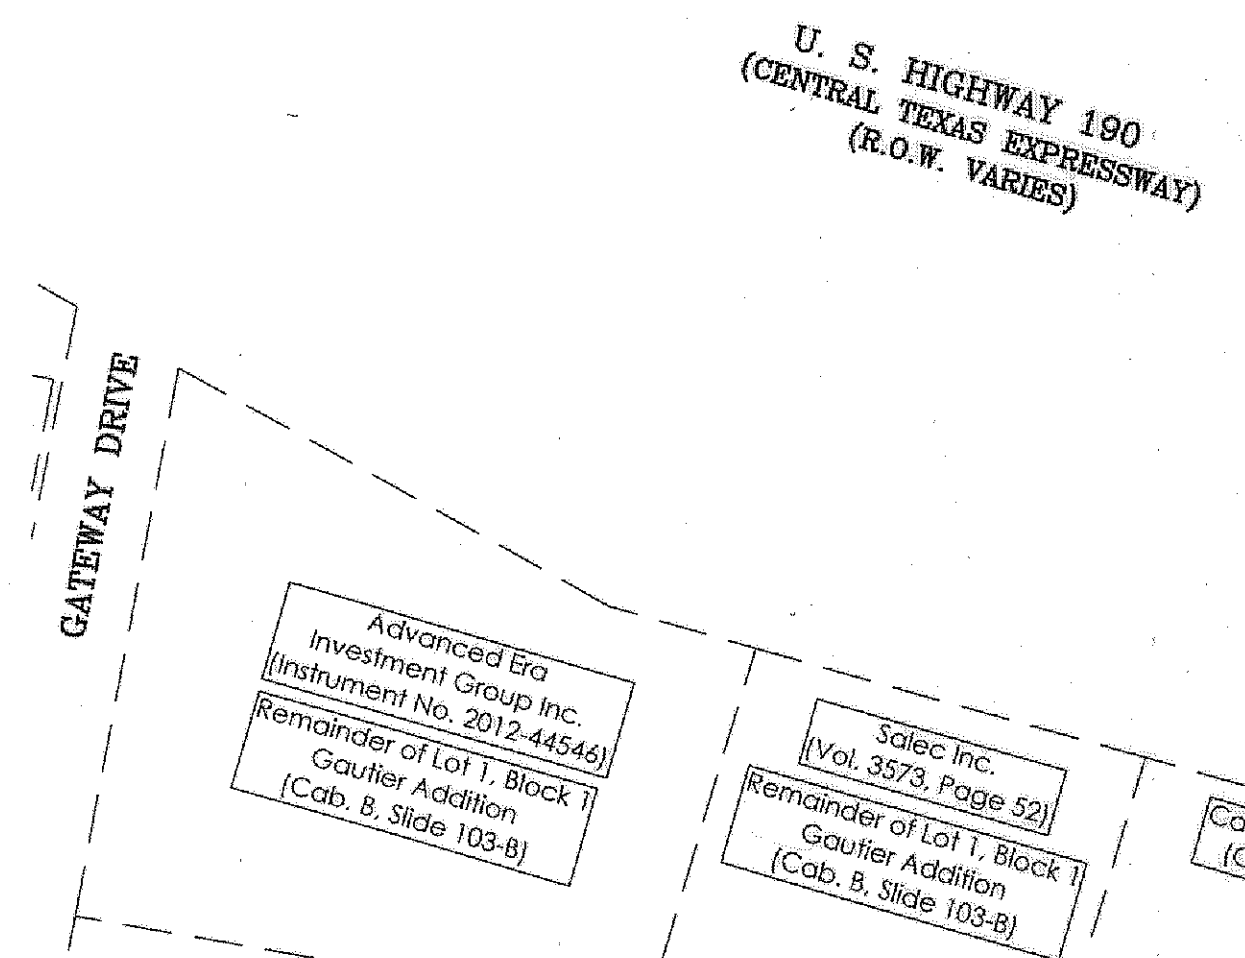 U. S. HIGHWAY 190
(CENTRAL TEXAS EXPRESSWAY)
(R.O.W. VARIES)
GATEWAY DRIVE
Advanced Era
Investment Group Inc.
(Instrument No. 2012-44546)
Remainder of Lot 1, Block 1
Gautier Addition
(Cab. B, Slide 103-B)
Salec Inc.
(Vol. 3573, Page 52)
Remainder of Lot 1, Block 1
Gautier Addition
(Cab. B, Slide 103-B)